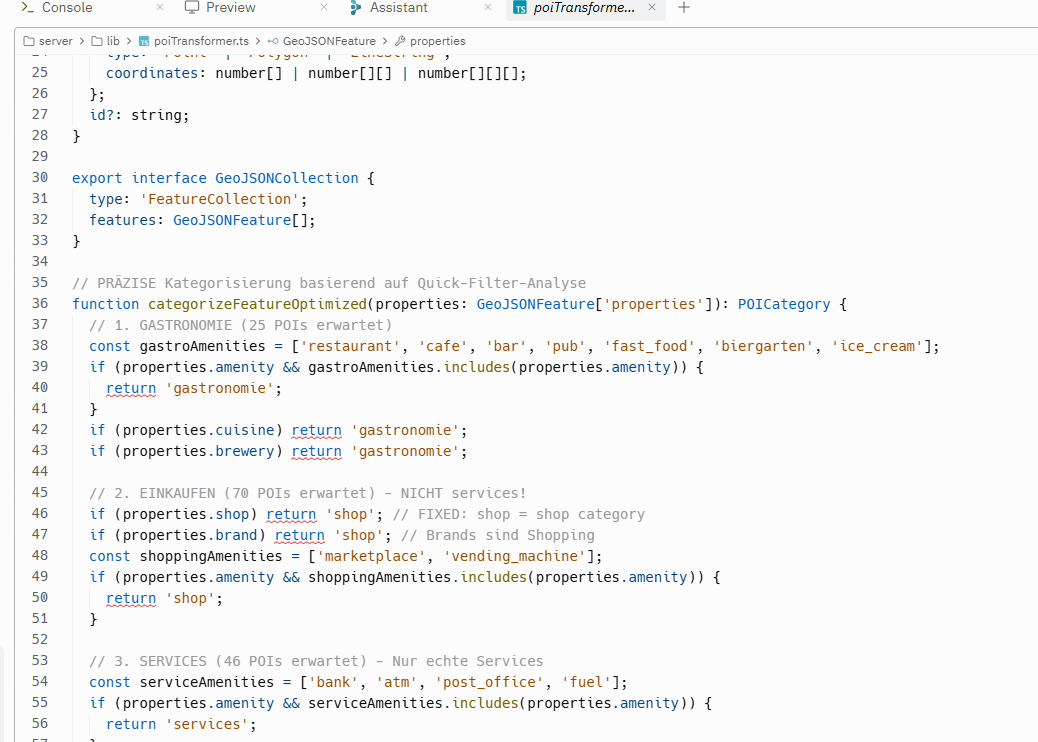 Console × Preview × Assistant × TS poiTransforme... × +
server > lib > TS poiTransformer.ts > GeoJSONFeature > properties
25 coordinates: number[] | number[][] | number[][][];
26 };
27 id?: string;
28 }
29
30 export interface GeoJSONCollection {
31 type: 'FeatureCollection';
32 features: GeoJSONFeature[];
33 }
34
35 // PRÄZISE Kategorisierung basierend auf Quick-Filter-Analyse
36 function categorizeFeatureOptimized(properties: GeoJSONFeature['properties']): POICategory {
37 // 1. GASTRONOMIE (25 POIs erwartet)
38 const gastroAmenities = ['restaurant', 'cafe', 'bar', 'pub', 'fast_food', 'biergarten', 'ice_cream'];
39 if (properties.amenity && gastroAmenities.includes(properties.amenity)) {
40 return 'gastronomie';
41 }
42 if (properties.cuisine) return 'gastronomie';
43 if (properties.brewery) return 'gastronomie';
44
45 // 2. EINKAUFEN (70 POIs erwartet) - NICHT services!
46 if (properties.shop) return 'shop'; // FIXED: shop = shop category
47 if (properties.brand) return 'shop'; // Brands sind Shopping
48 const shoppingAmenities = ['marketplace', 'vending_machine'];
49 if (properties.amenity && shoppingAmenities.includes(properties.amenity)) {
50 return 'shop';
51 }
52
53 // 3. SERVICES (46 POIs erwartet) - Nur echte Services
54 const serviceAmenities = ['bank', 'atm', 'post_office', 'fuel'];
55 if (properties.amenity && serviceAmenities.includes(properties.amenity)) {
56 return 'services';